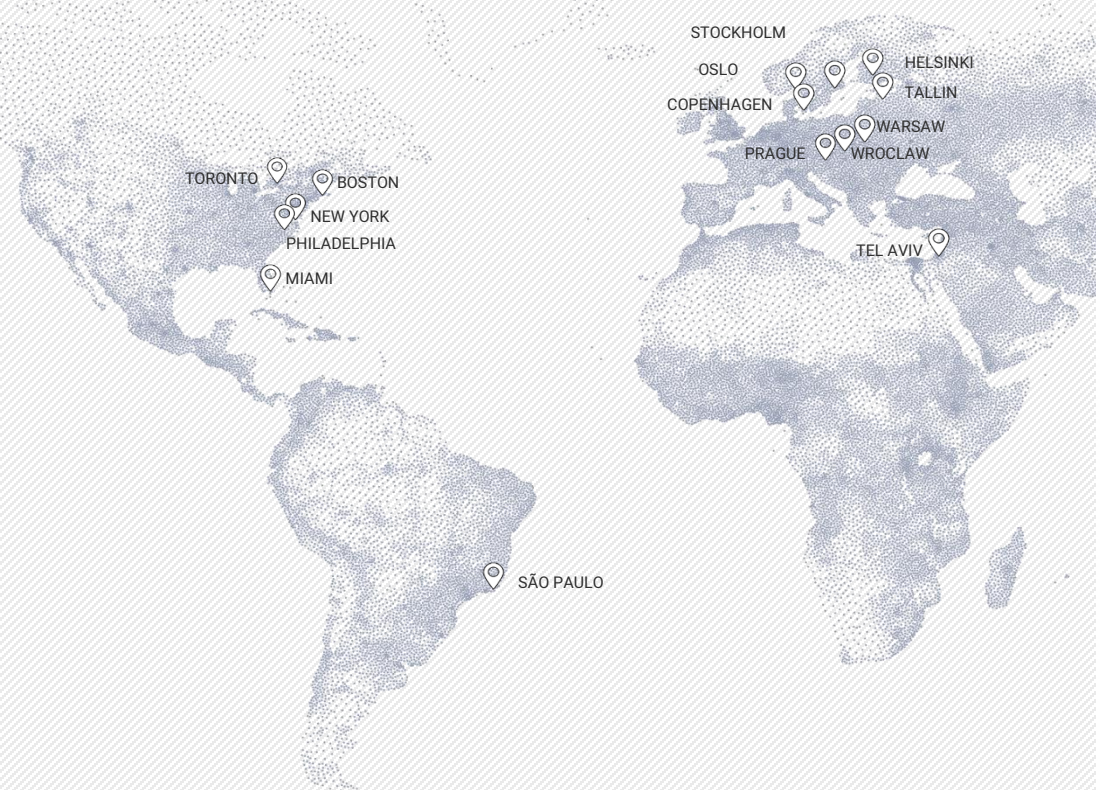 STOCKHOLM
OSLO
HELSINKI
TALLIN
COPENHAGEN
WARSAW
PRAGUE
WROCLAW
TORONTO
BOSTON
NEW YORK
PHILADELPHIA
TEL AVIV
MIAMI
SÃO PAULO